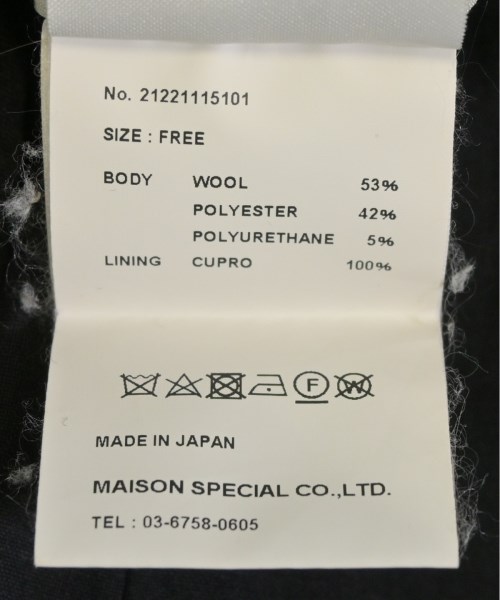 No. 21221115101
SIZE : FREE
BODY WOOL 53%
POLYESTER 42%
POLYURETHANE 5%
LINING CUPRO 100%
F W
MADE IN JAPAN
MAISON SPECIAL CO.,LTD.
TEL : 03-6758-0605